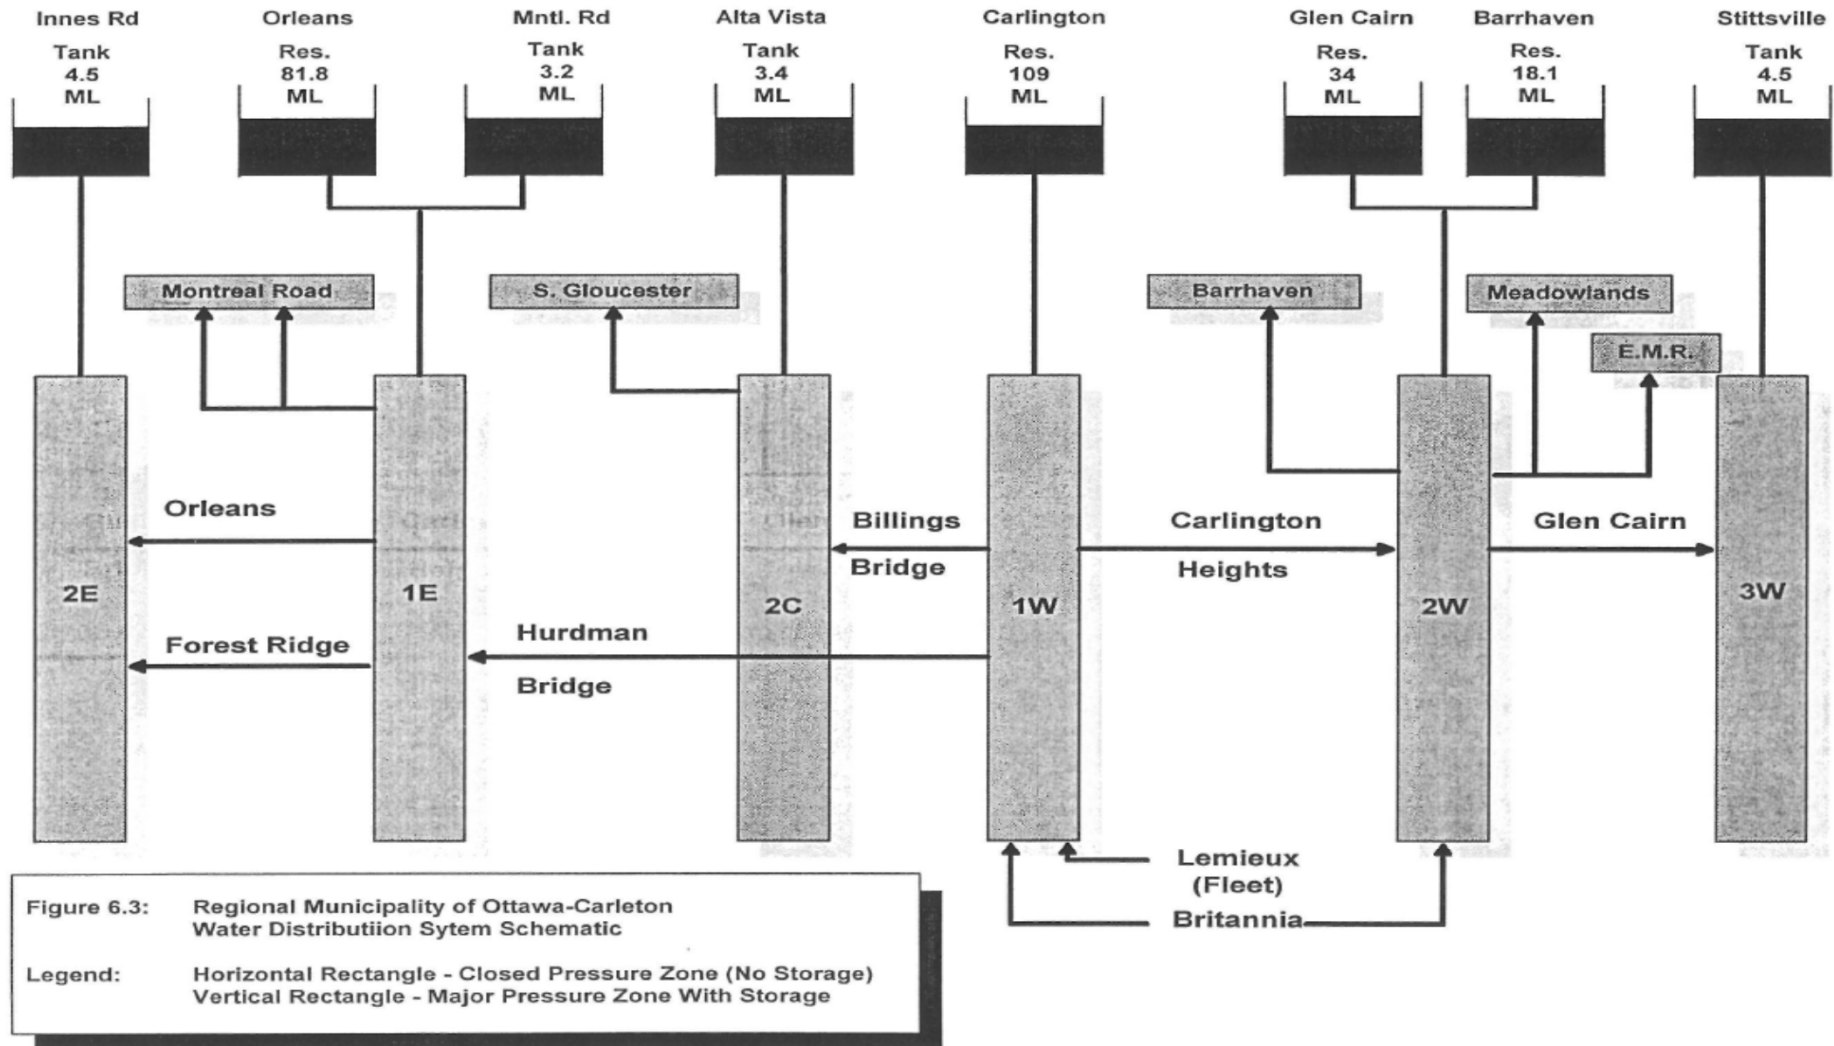 Innes Rd
Tank
4.5
ML
Orleans
Res.
81.8
ML
Mntl. Rd
Tank
3.2
ML
Alta Vista
Tank
3.4
ML
Carlington
Res.
109
ML
Glen Cairn
Res.
34
ML
Barrhaven
Res.
18.1
ML
Stittsville
Tank
4.5
ML
Montreal Road
S. Gloucester
Barrhaven
Meadowlands
E.M.R.
Orleans
Billings
Bridge
Carlington
Heights
Glen Cairn
2E
1E
2C
1W
2W
3W
Forest Ridge
Hurdman
Bridge
Lemieux
(Fleet)
Britannia
Figure 6.3: Regional Municipality of Ottawa-Carleton
Water Distributiion Sytem Schematic
Legend: Horizontal Rectangle - Closed Pressure Zone (No Storage)
Vertical Rectangle - Major Pressure Zone With Storage